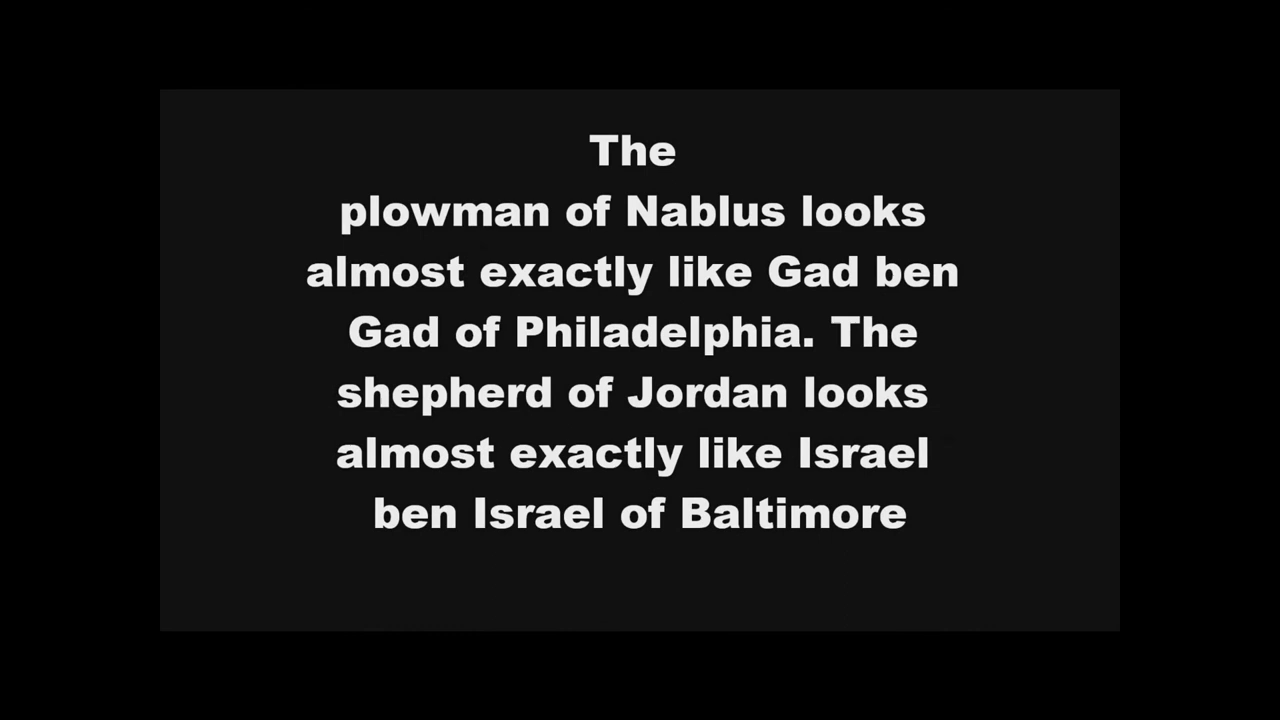 The
plowman of Nablus looks
almost exactly like Gad ben
Gad of Philadelphia. The
shepherd of Jordan looks
almost exactly like Israel
ben Israel of Baltimore